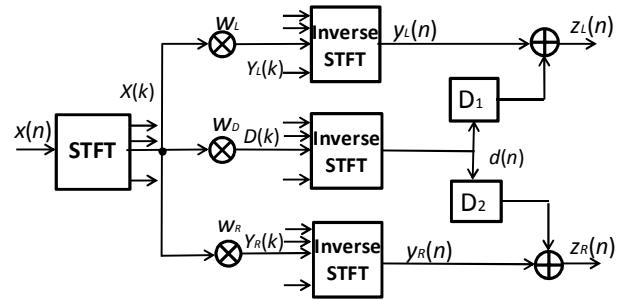 w_L
Inverse
STFT
y_L(n)
z_L(n)
Y_L(k)
X(k)
D_1
x(n)
STFT
w_D
D(k)
Inverse
STFT
d(n)
D_2
w_R
Y_R(k)
Inverse
STFT
y_R(n)
z_R(n)